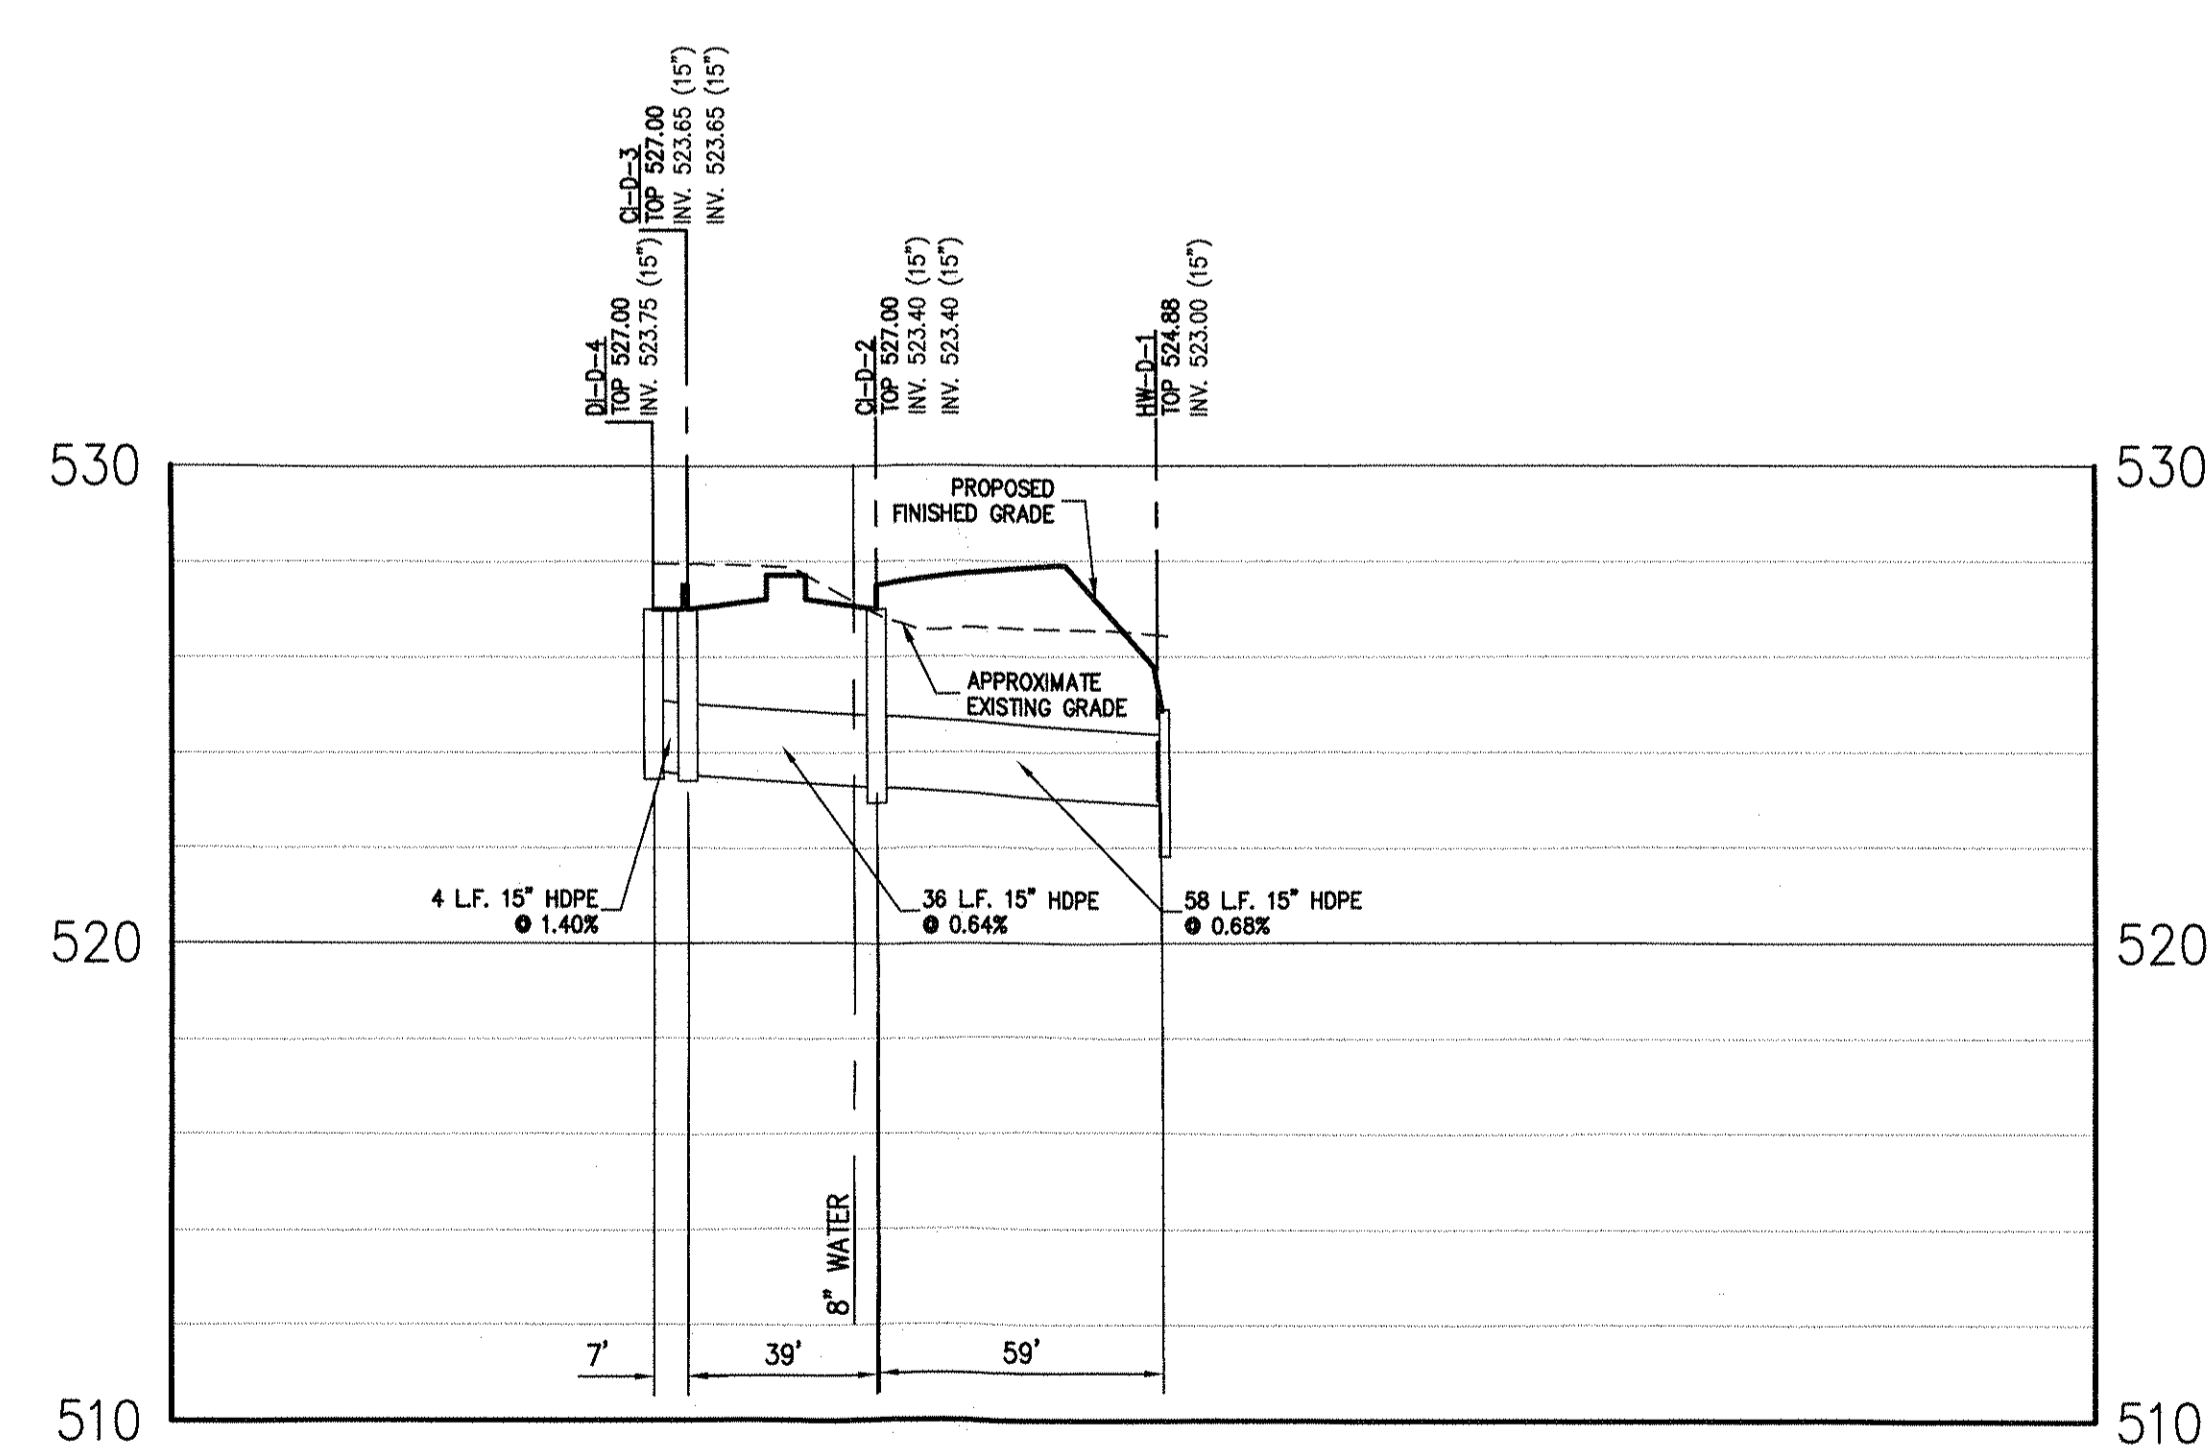 CI-D-3
TOP 527.00
INV. 523.65 (15")
INV. 523.65 (15")
DI-D-4
TOP 527.00
INV. 523.75 (15")
CI-D-2
TOP 527.00
INV. 523.40 (15")
INV. 523.40 (15")
HW-D-1
TOP 524.88
INV. 523.00 (15")
530
530
PROPOSED
FINISHED GRADE
APPROXIMATE
EXISTING GRADE
4 L.F. 15" HDPE
@ 1.40%
36 L.F. 15" HDPE
@ 0.64%
58 L.F. 15" HDPE
@ 0.68%
520
520
8" WATER
7'
39'
59'
510
510